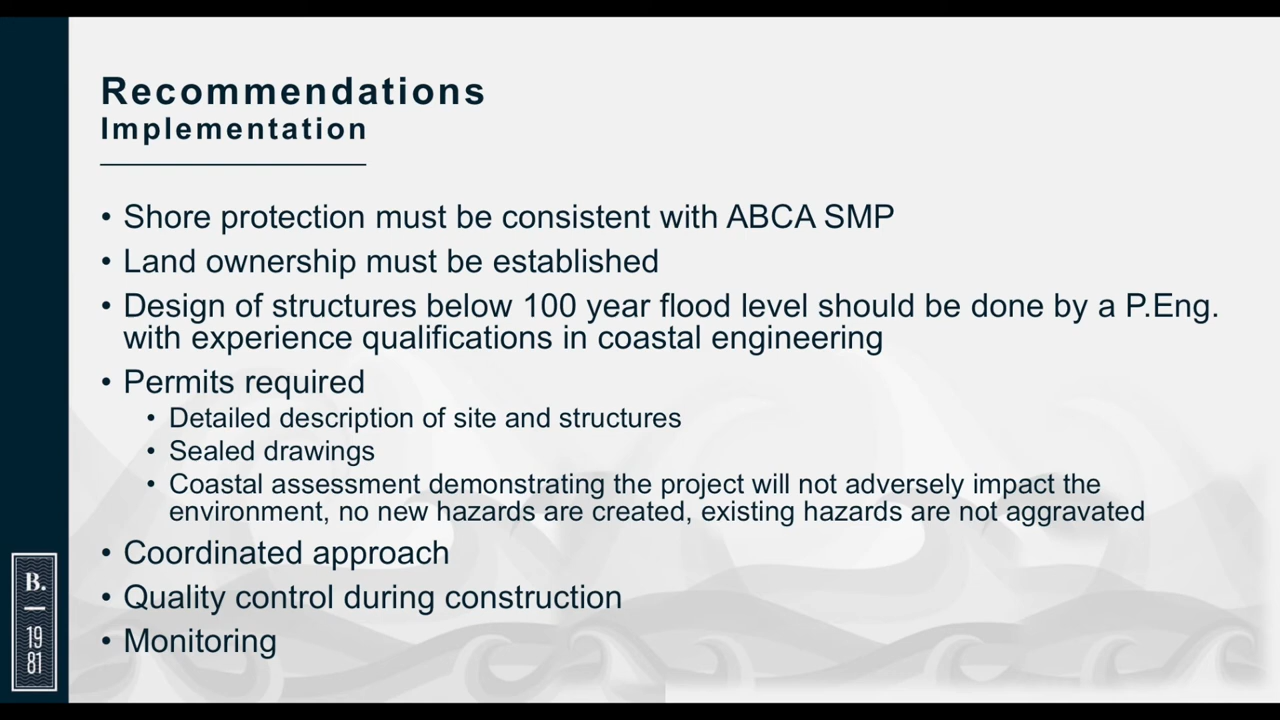 Recommendations
Implementation
• Shore protection must be consistent with ABCA SMP
• Land ownership must be established
• Design of structures below 100 year flood level should be done by a P.Eng.
with experience qualifications in coastal engineering
• Permits required
• Detailed description of site and structures
• Sealed drawings
• Coastal assessment demonstrating the project will not adversely impact the
environment, no new hazards are created, existing hazards are not aggravated
• Coordinated approach
• Quality control during construction
• Monitoring
B.
19
81